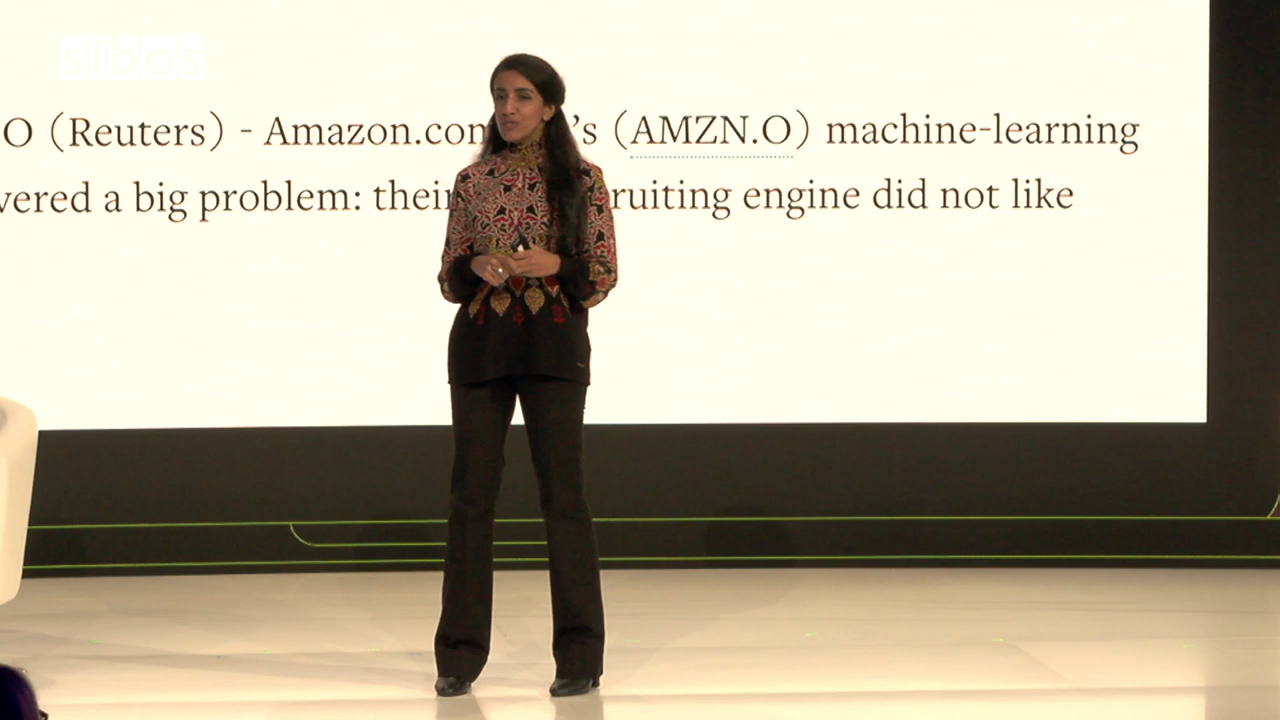 sibos
O (Reuters) - Amazon.com 's (AMZN.O) machine-learning
vered a big problem: their ruiting engine did not like